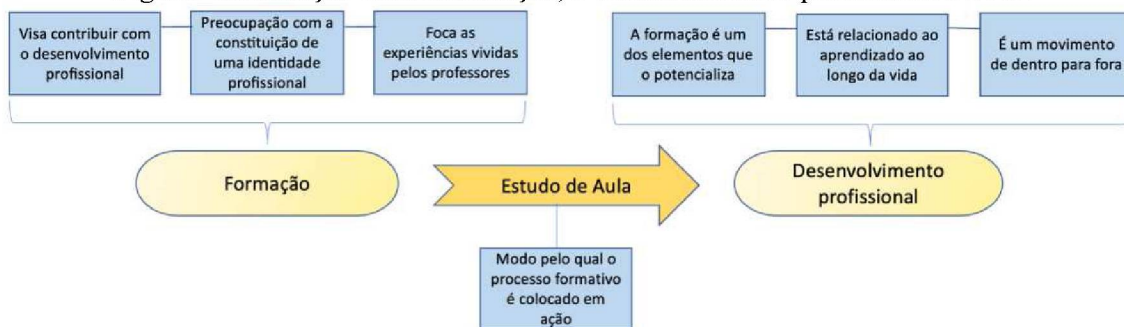 Visa contribuir com
o desenvolvimento
profissional
Preocupação com a
constituição de
uma identidade
profissional
Foca as
experiências vividas
pelos professores
A formação é um
dos elementos que
o potencializa
Está relacionado ao
aprendizado ao
longo da vida
É um movimento
de dentro para fora
Formação
Estudo de Aula
Desenvolvimento
profissional
Modo pelo qual o
processo formativo
é colocado em
ação